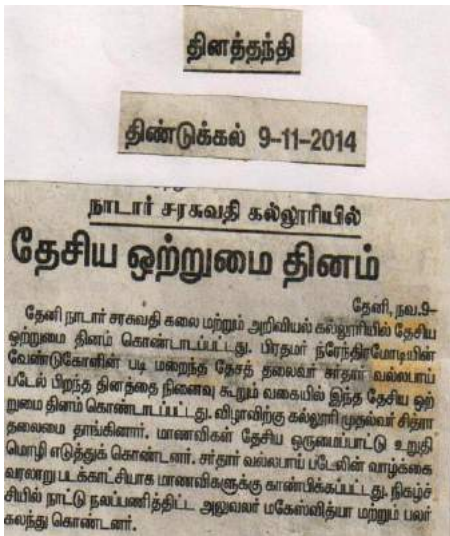 தினத்தந்தி
திண்டுக்கல் 9-11-2014
நாடார் சரசுவதி கல்லூரியில்
தேசிய ஒற்றுமை தினம்
தேனி, நவ.9–
தேனி நாடார் சரசுவதி கலை மற்றும் அறிவியல் கல்லூரியில் தேசிய
ஒற்றுமை தினம் கொண்டாடப்பட்டது. பிரதமர் நரேந்திரமோடியின்
வேண்டுகோளின் படி மறைந்த தேசத் தலைவர் சர்தார் வல்லபாய்
படேல் பிறந்த தினத்தை நினைவு கூறும் வகையில் இந்த தேசிய ஒற்
றுமை தினம் கொண்டாடப்பட்டது. விழாவிற்கு கல்லூரி முதல்வர் சித்ரா
தலைமை தாங்கினார். மாணவிகள் தேசிய ஒருமைப்பாட்டு உறுதி
மொழி எடுத்துக் கொண்டனர். சர்தார் வல்லபாய் படேலின் வாழ்க்கை
வரலாறு படக்காட்சியாக மாணவிகளுக்கு காண்பிக்கப்பட்டது. நிகழ்ச்
சியில் நாட்டு நலப்பணித்திட்ட அலுவலர் மகேஸ்வித்யா மற்றும் பலர்
கலந்து கொண்டனர்.